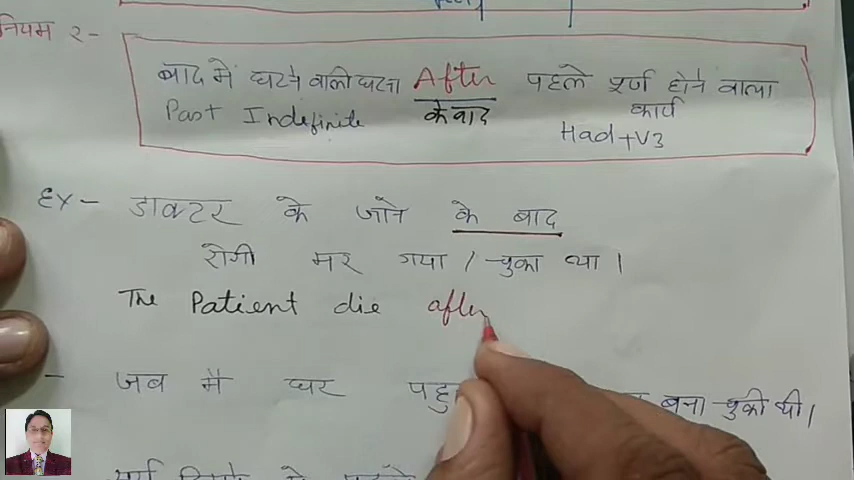 नियम २-
बाद में घटने वाली घटना After पहले पूर्ण होने वाला
Past Indefinite के बाद कार्य
Had+V3
Ex- डाक्टर के जाने के बाद
रोगी मर गया / चुका था।
The Patient die after
- जब मैं घर बना चुकी थी।